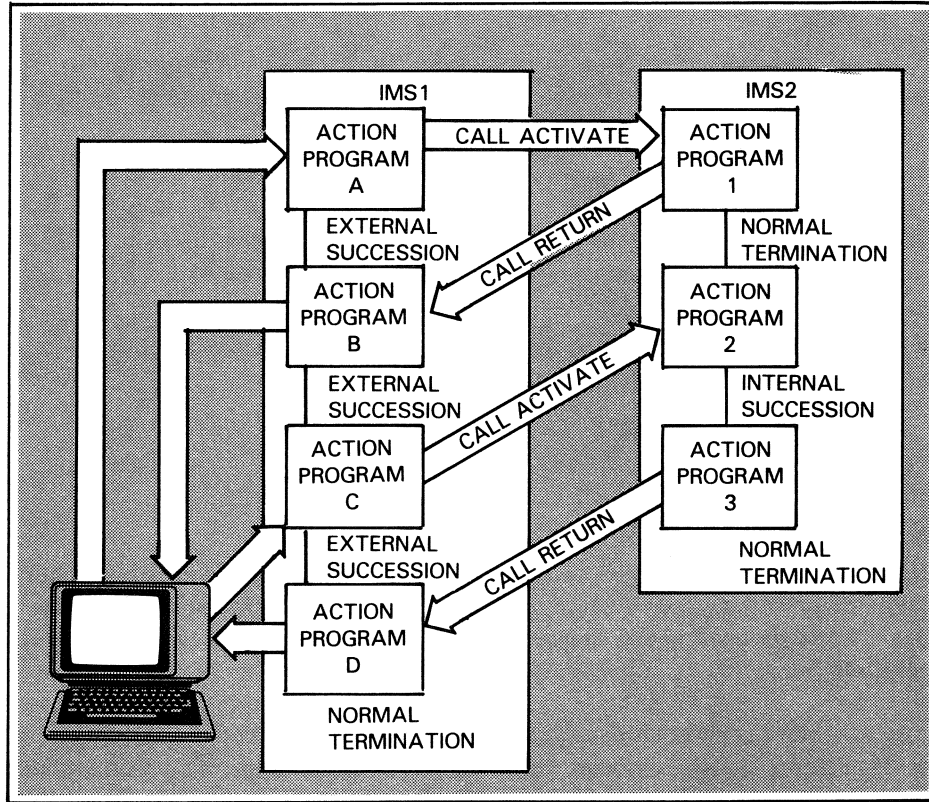 IMS1
ACTION
PROGRAM
A
EXTERNAL
SUCCESSION
ACTION
PROGRAM
B
EXTERNAL
SUCCESSION
ACTION
PROGRAM
C
EXTERNAL
SUCCESSION
ACTION
PROGRAM
D
NORMAL
TERMINATION
CALL ACTIVATE
CALL RETURN
CALL ACTIVATE
CALL RETURN
IMS2
ACTION
PROGRAM
1
NORMAL
TERMINATION
ACTION
PROGRAM
2
INTERNAL
SUCCESSION
ACTION
PROGRAM
3
NORMAL
TERMINATION